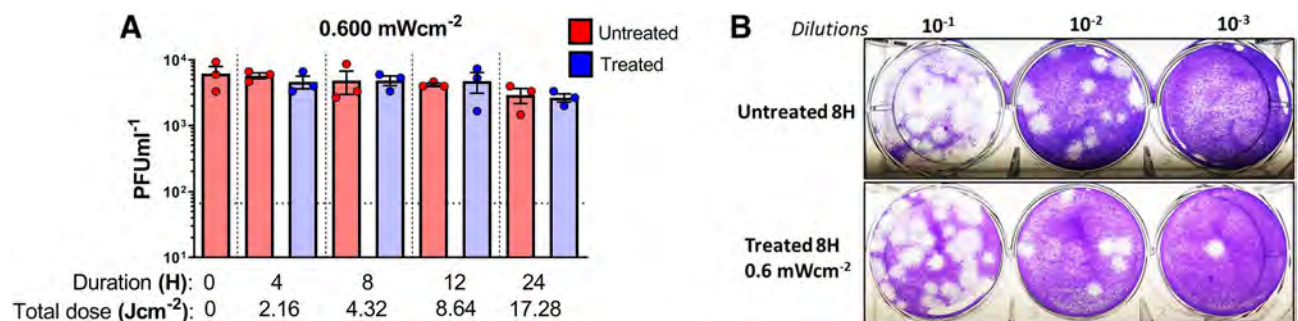 A
0.600 mWcm-2
Untreated
Treated
PFUml-1
10⁴
10³
10²
10¹
Duration (H): 0 4 8 12 24
Total dose (Jcm-2) 0 2.16 4.32 8.64 17.28
B
Dilutions 10-1 10-2 10-3
Untreated 8H
Treated 8H
0.6 mWcm-2